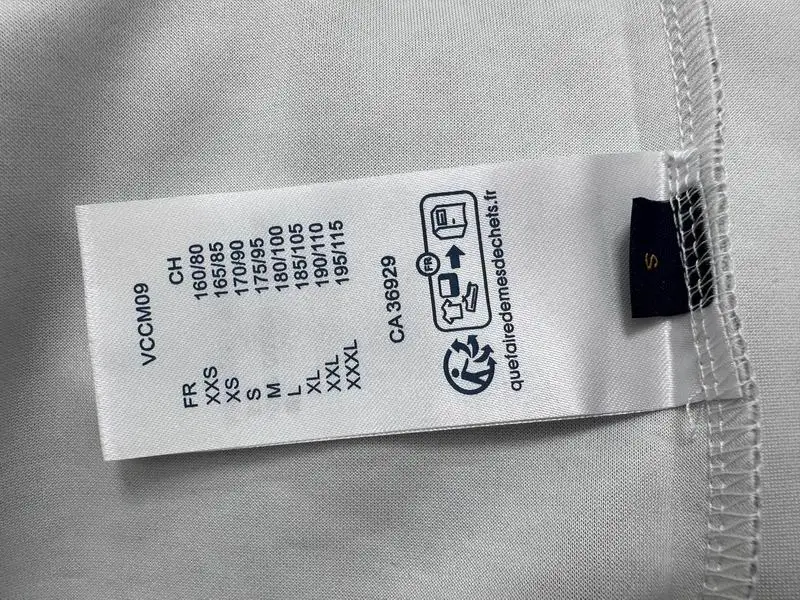 VCCM09
FR CH
XXS 160/80
XS 165/85
S 170/90
M 175/95
L 180/100
XL 185/105
XXL 190/110
XXXL 195/115
CA 36929
FR
quefairedemesdechets.fr
S